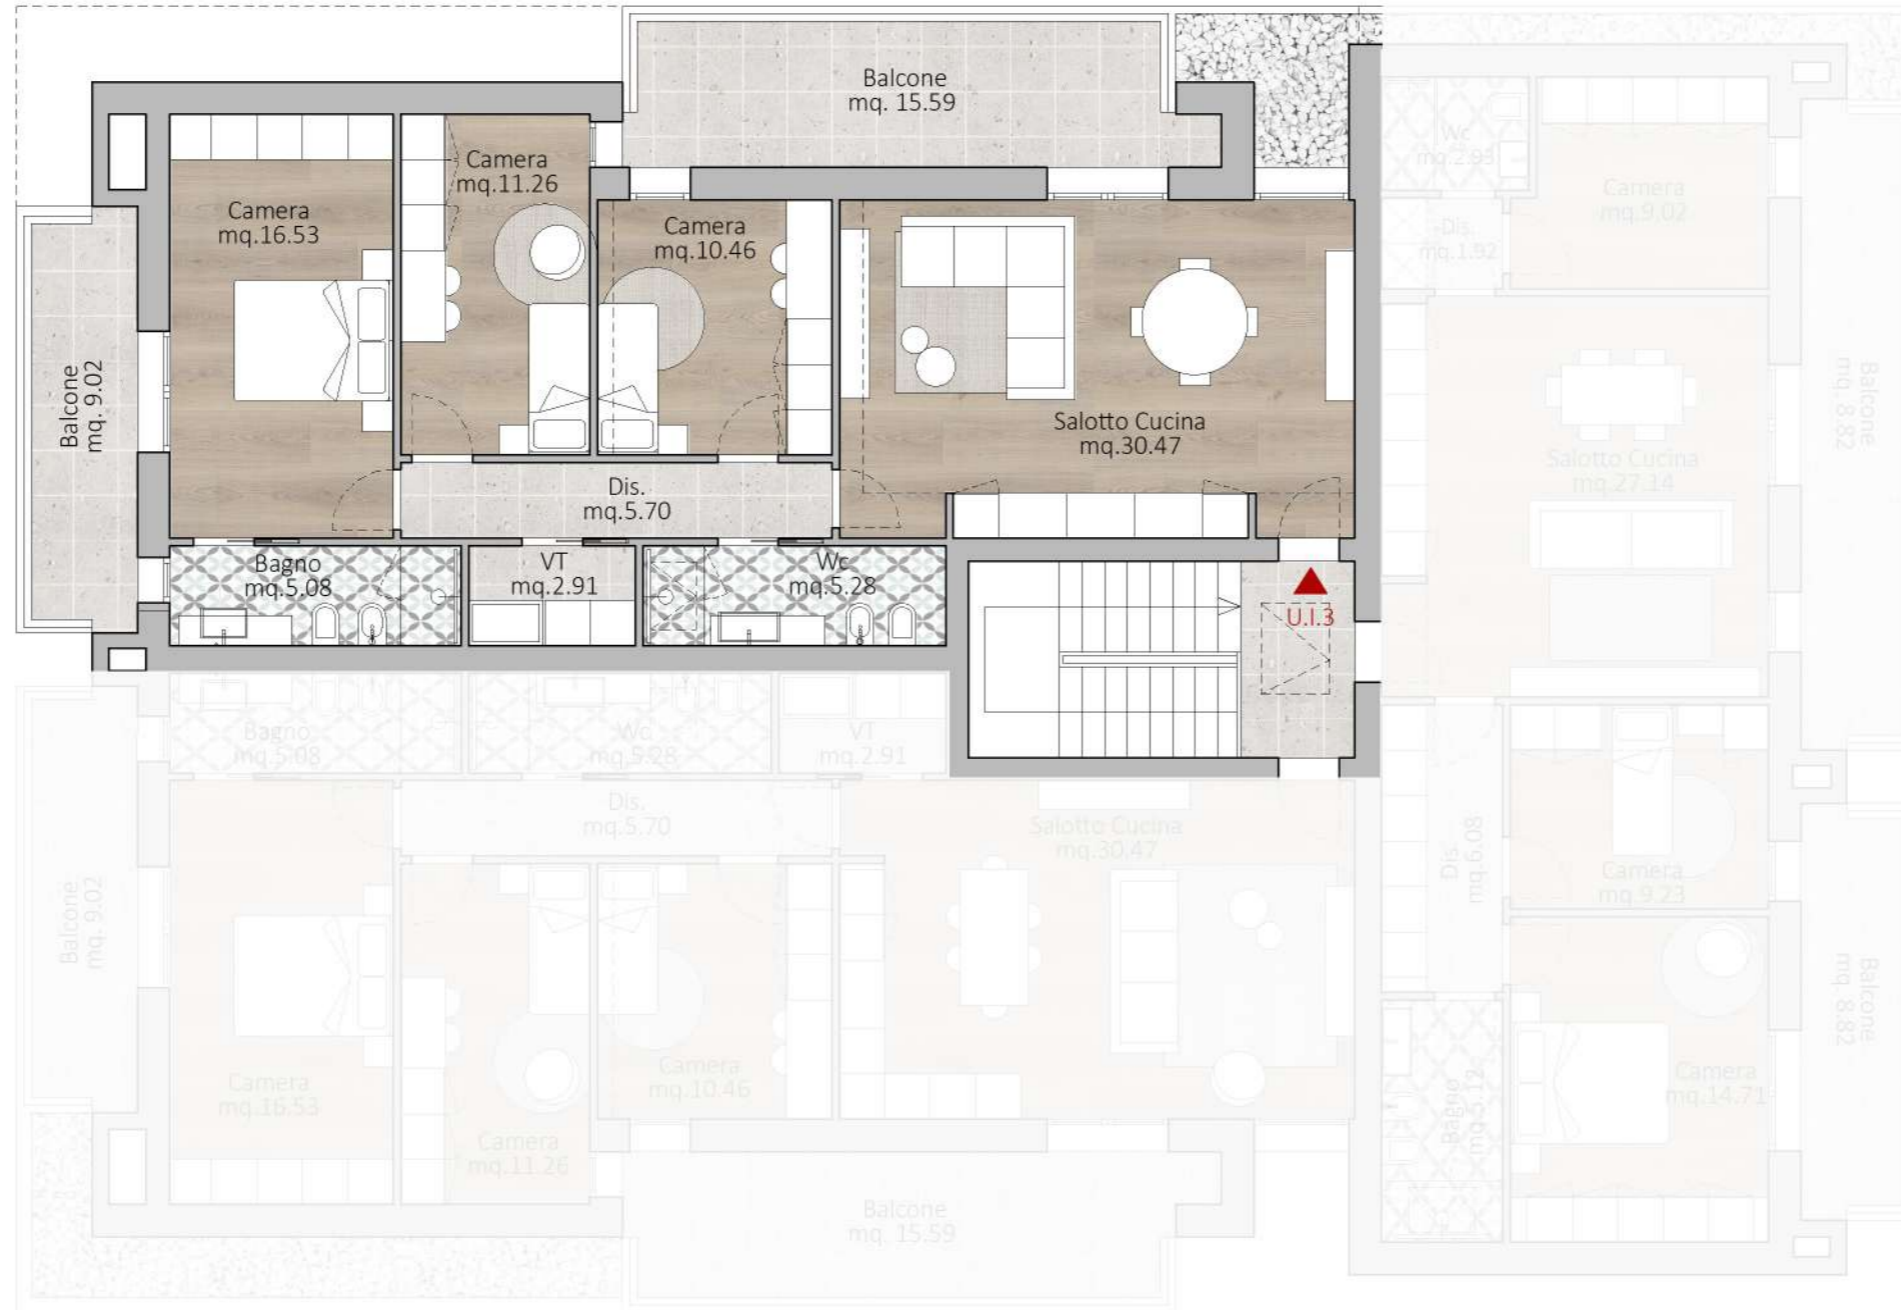 Balcone
mq. 15.59
Camera
mq.11.26
Camera
mq.16.53
Camera
mq.10.46
Balcone
mq. 9.02
Salotto Cucina
mq.30.47
Dis.
mq.5.70
Bagno
mq.5.08
VT
mq.2.91
Wc
mq.5.28
U.I.3
Wc
mq.2.93
Camera
mq.9.02
Dis.
mq.1.92
Balcone
mq. 8.82
Salotto Cucina
mq.27.14
Bagno
mq.5.08
Wc
mq.5.28
VT
mq.2.91
Dis.
mq.5.70
Salotto Cucina
mq.30.47
Dis.
mq.6.08
Camera
mq.9.23
Balcone
mq. 9.02
Balcone
mq. 8.82
Camera
mq.16.53
Camera
mq.11.26
Camera
mq.10.46
Bagno
mq.5.12
Camera
mq.14.71
Balcone
mq. 15.59